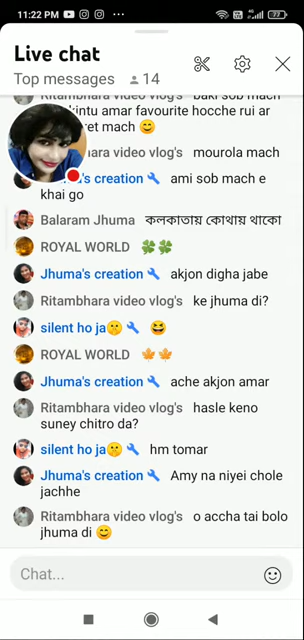 11:22 PM
77
Live chat
Top messages 14
Ritambhara video vlog's baki sob mach
kintu amar favourite hocche rui ar
mach 😊
video vlog's mourola mach
creation 🔧 ami sob mach e
khai go
Balaram Jhuma কলকাতায় কোথায় থাকো
ROYAL WORLD 🍀🍀
Jhuma's creation 🔧 akjon digha jabe
Ritambhara video vlog's ke jhuma di?
silent ho ja🤫 🔧 😆
ROYAL WORLD 🍁🍁
Jhuma's creation 🔧 ache akjon amar
Ritambhara video vlog's hasle keno
suney chitro da?
silent ho ja🤫 🔧 hm tomar
Jhuma's creation 🔧 Amy na niyei chole
jachhe
Ritambhara video vlog's o accha tai bolo
jhuma di 😊
Chat...